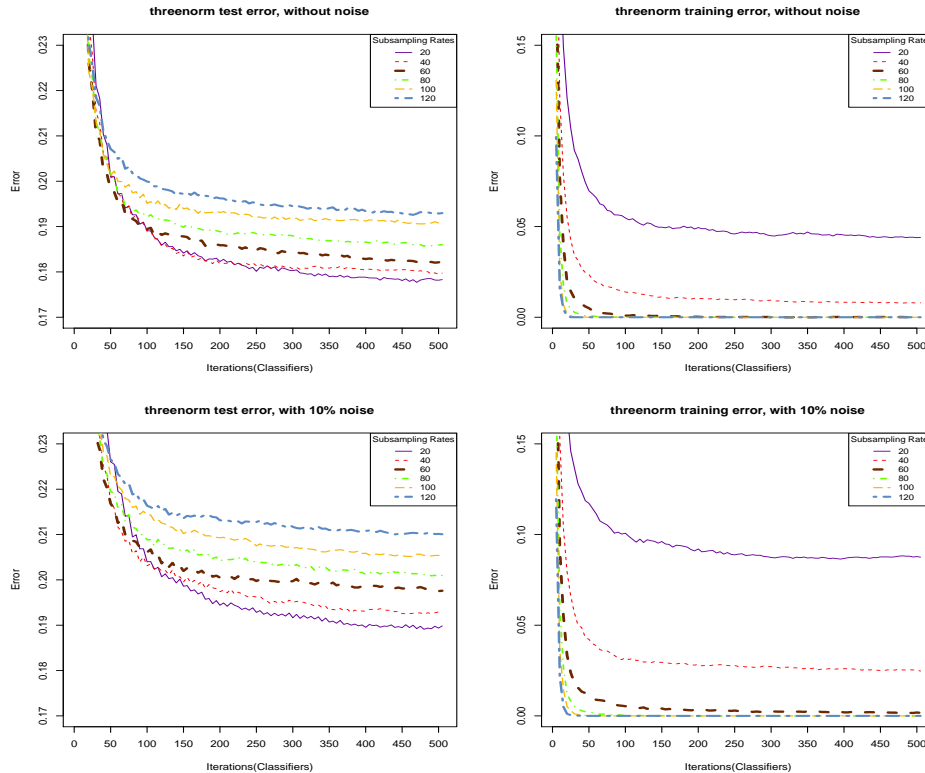 threenorm test error, without noise
Error
0.23
0.22
0.21
0.20
0.19
0.18
0.17
Subsampling Rates
20
40
60
80
100
120
0 50 100 150 200 250 300 350 400 450 500
Iterations(Classifiers)
threenorm training error, without noise
Error
0.15
0.10
0.05
0.00
Subsampling Rates
20
40
60
80
100
120
0 50 100 150 200 250 300 350 400 450 500
Iterations(Classifiers)
threenorm test error, with 10% noise
Error
0.23
0.22
0.21
0.20
0.19
0.18
0.17
Subsampling Rates
20
40
60
80
100
120
0 50 100 150 200 250 300 350 400 450 500
Iterations(Classifiers)
threenorm training error, with 10% noise
Error
0.15
0.10
0.05
0.00
Subsampling Rates
20
40
60
80
100
120
0 50 100 150 200 250 300 350 400 450 500
Iterations(Classifiers)